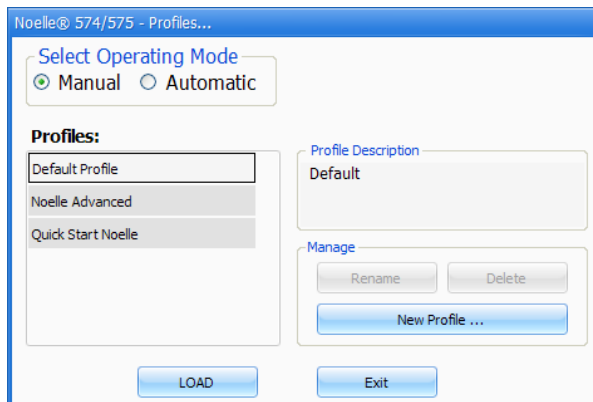 Noelle® 574/575 - Profiles...
Select Operating Mode
Manual Automatic
Profiles:
Default Profile
Noelle Advanced
Quick Start Noelle
Profile Description
Default
Manage
Rename Delete
New Profile ...
LOAD Exit